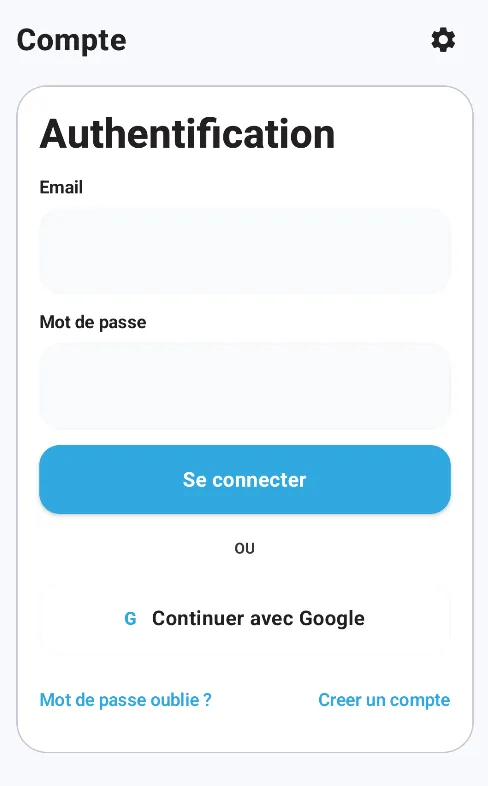 Compte
Authentification
Email
Mot de passe
Se connecter
OU
G Continuer avec Google
Mot de passe oublie ?
Creer un compte